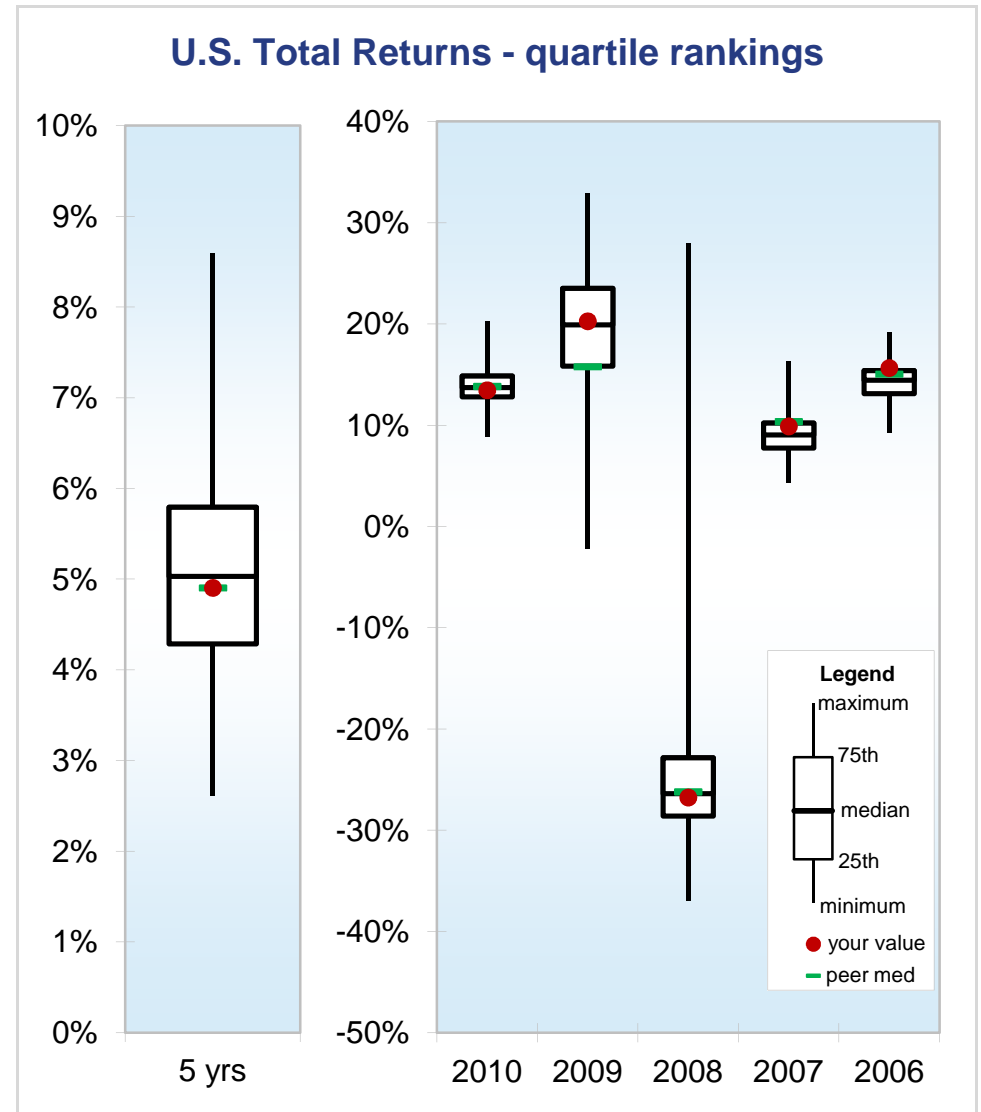 U.S. Total Returns - quartile rankings
10%
9%
8%
7%
6%
5%
4%
3%
2%
1%
0%
5 yrs
40%
30%
20%
10%
0%
-10%
-20%
-30%
-40%
-50%
2010 2009 2008 2007 2006
Legend
maximum
75th
median
25th
minimum
your value
peer med